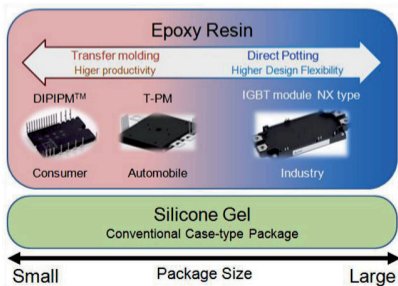 Epoxy Resin
Transfer molding
Direct Potting
Higer productivity
Higher Design Flexibility
DIPIPM™
T-PM
IGBT module NX type
Consumer
Automobile
Industry
Silicone Gel
Conventional Case-type Package
Small
Package Size
Large